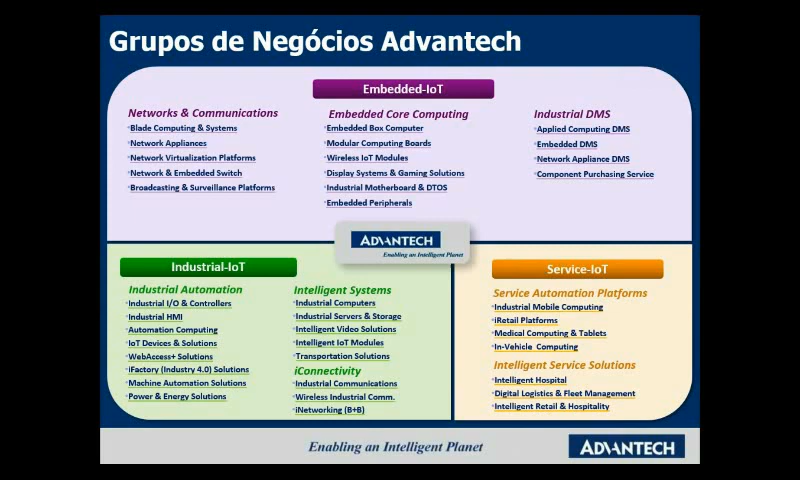 Grupos de Negócios Advantech
Embedded-IoT
Networks & Communications
Blade Computing & Systems
Network Appliances
Network Virtualization Platforms
Network & Embedded Switch
Broadcasting & Surveillance Platforms
Embedded Core Computing
Embedded Box Computer
Modular Computing Boards
Wireless IoT Modules
Display Systems & Gaming Solutions
Industrial Motherboard & DTOS
Embedded Peripherals
Industrial DMS
Applied Computing DMS
Embedded DMS
Network Appliance DMS
Component Purchasing Service
ADVANTECH
Enabling an Intelligent Planet
Industrial-IoT
Industrial Automation
Industrial I/O & Controllers
Industrial HMI
Automation Computing
IoT Devices & Solutions
WebAccess+ Solutions
iFactory (Industry 4.0) Solutions
Machine Automation Solutions
Power & Energy Solutions
Intelligent Systems
Industrial Computers
Industrial Servers & Storage
Intelligent Video Solutions
Intelligent IoT Modules
Transportation Solutions
iConnectivity
Industrial Communications
Wireless Industrial Comm.
iNetworking (B+B)
Service-IoT
Service Automation Platforms
Industrial Mobile Computing
iRetail Platforms
Medical Computing & Tablets
In-Vehicle Computing
Intelligent Service Solutions
Intelligent Hospital
Digital Logistics & Fleet Management
Intelligent Retail & Hospitality
Enabling an Intelligent Planet
ADVANTECH